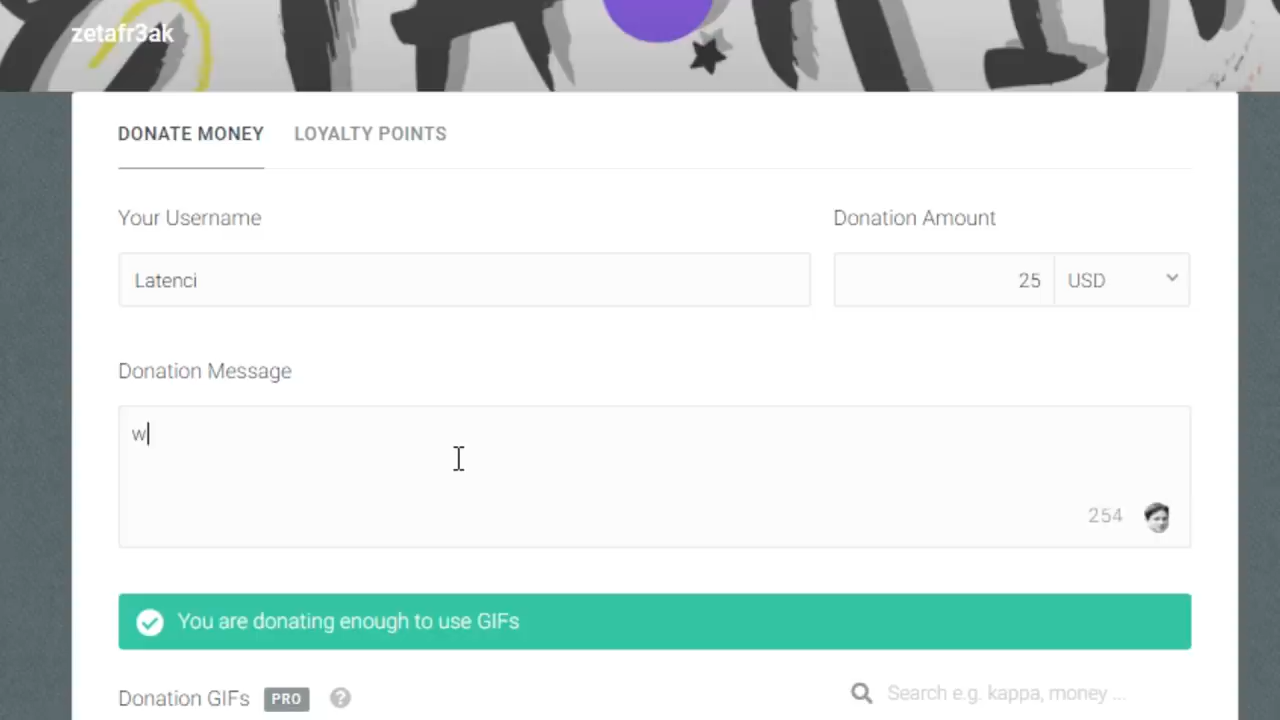 zetafr3ak
DONATE MONEY LOYALTY POINTS
Your Username Donation Amount
Latenci 25 USD
Donation Message
w
254
You are donating enough to use GIFs
Donation GIFs PRO ? Search e.g. kappa, money ...